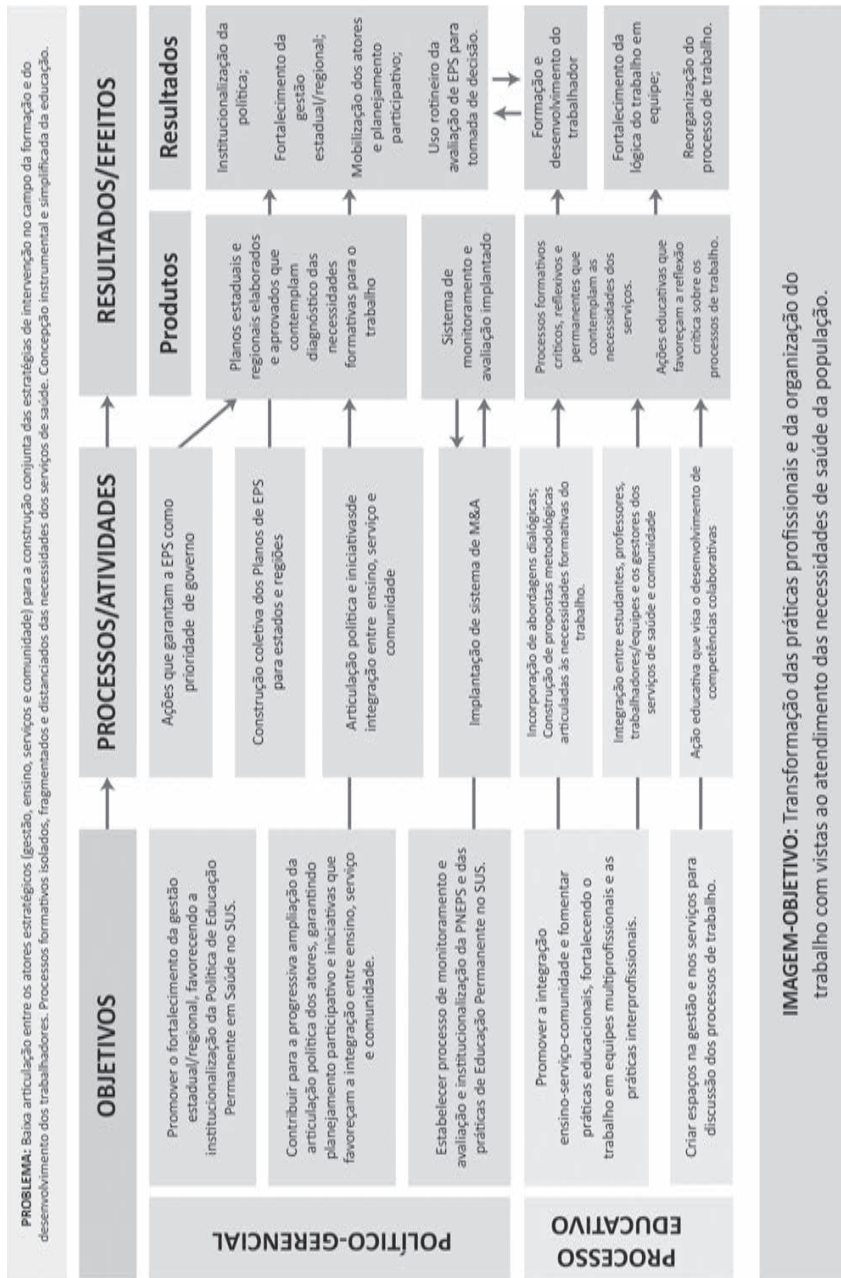 PROBLEMA: Baixa articulação entre os atores estratégicos (gestão, ensino, serviços e comunidade) para a construção conjunta das estratégias de intervenção no campo da formação e do
desenvolvimento dos trabalhadores. Processos formativos isolados, fragmentados e distanciados das necessidades dos serviços de saúde. Concepção instrumental e simplificada da educação.
OBJETIVOS
PROCESSOS/ATIVIDADES
RESULTADOS/EFEITOS
Produtos
Resultados
POLÍTICO-GERENCIAL
Promover o fortalecimento da gestão
estadual/regional, favorecendo a
institucionalização da Política de Educação
Permanente em Saúde no SUS.
Contribuir para a progressiva ampliação da
articulação política dos atores, garantindo
planejamento participativo e iniciativas que
favoreçam a integração entre ensino, serviço
e comunidade.
Estabelecer processo de monitoramento e
avaliação e institucionalização da PNEPS e das
práticas de Educação Permanente no SUS.
Ações que garantam a EPS como
prioridade de governo
Construção coletiva dos Planos de EPS
para estados e regiões
Articulação política e iniciativasde
integração entre ensino, serviço e
comunidade
Implantação de sistema de M&A
Planos estaduais e
regionais elaborados
e aprovados que
contemplam
diagnóstico das
necessidades
formativas para o
trabalho
Sistema de
monitoramento e
avaliação implantado
Institucionalização da
política;
Fortalecimento da
gestão
estadual/regional;
Mobilização dos atores
e planejamento
participativo;
Uso rotineiro da
avaliação de EPS para
tomada de decisão.
PROCESSO
EDUCATIVO
Promover a integração
ensino-serviço-comunidade e fomentar
práticas educacionais, fortalecendo o
trabalho em equipes multiprofissionais e as
práticas interprofissionais.
Criar espaços na gestão e nos serviços para
discussão dos processos de trabalho.
Incorporação de abordagens dialógicas;
Construção de propostas metodológicas
articuladas às necessidades formativas do
trabalho.
Integração entre estudantes, professores,
trabalhadores/equipes e os gestores dos
serviços de saúde e comunidade
Ação educativa que visa o desenvolvimento de
competências colaborativas
Processos formativos
críticos, reflexivos e
permanentes que
contemplam as
necessidades dos
serviços.
Ações educativas que
favoreçam a reflexão
crítica sobre os
processos de trabalho.
Formação e
desenvolvimento do
trabalhador
Fortalecimento da
lógica do trabalho em
equipe;
Reorganização do
processo de trabalho.
IMAGEM-OBJETIVO: Transformação das práticas profissionais e da organização do
trabalho com vistas ao atendimento das necessidades de saúde da população.